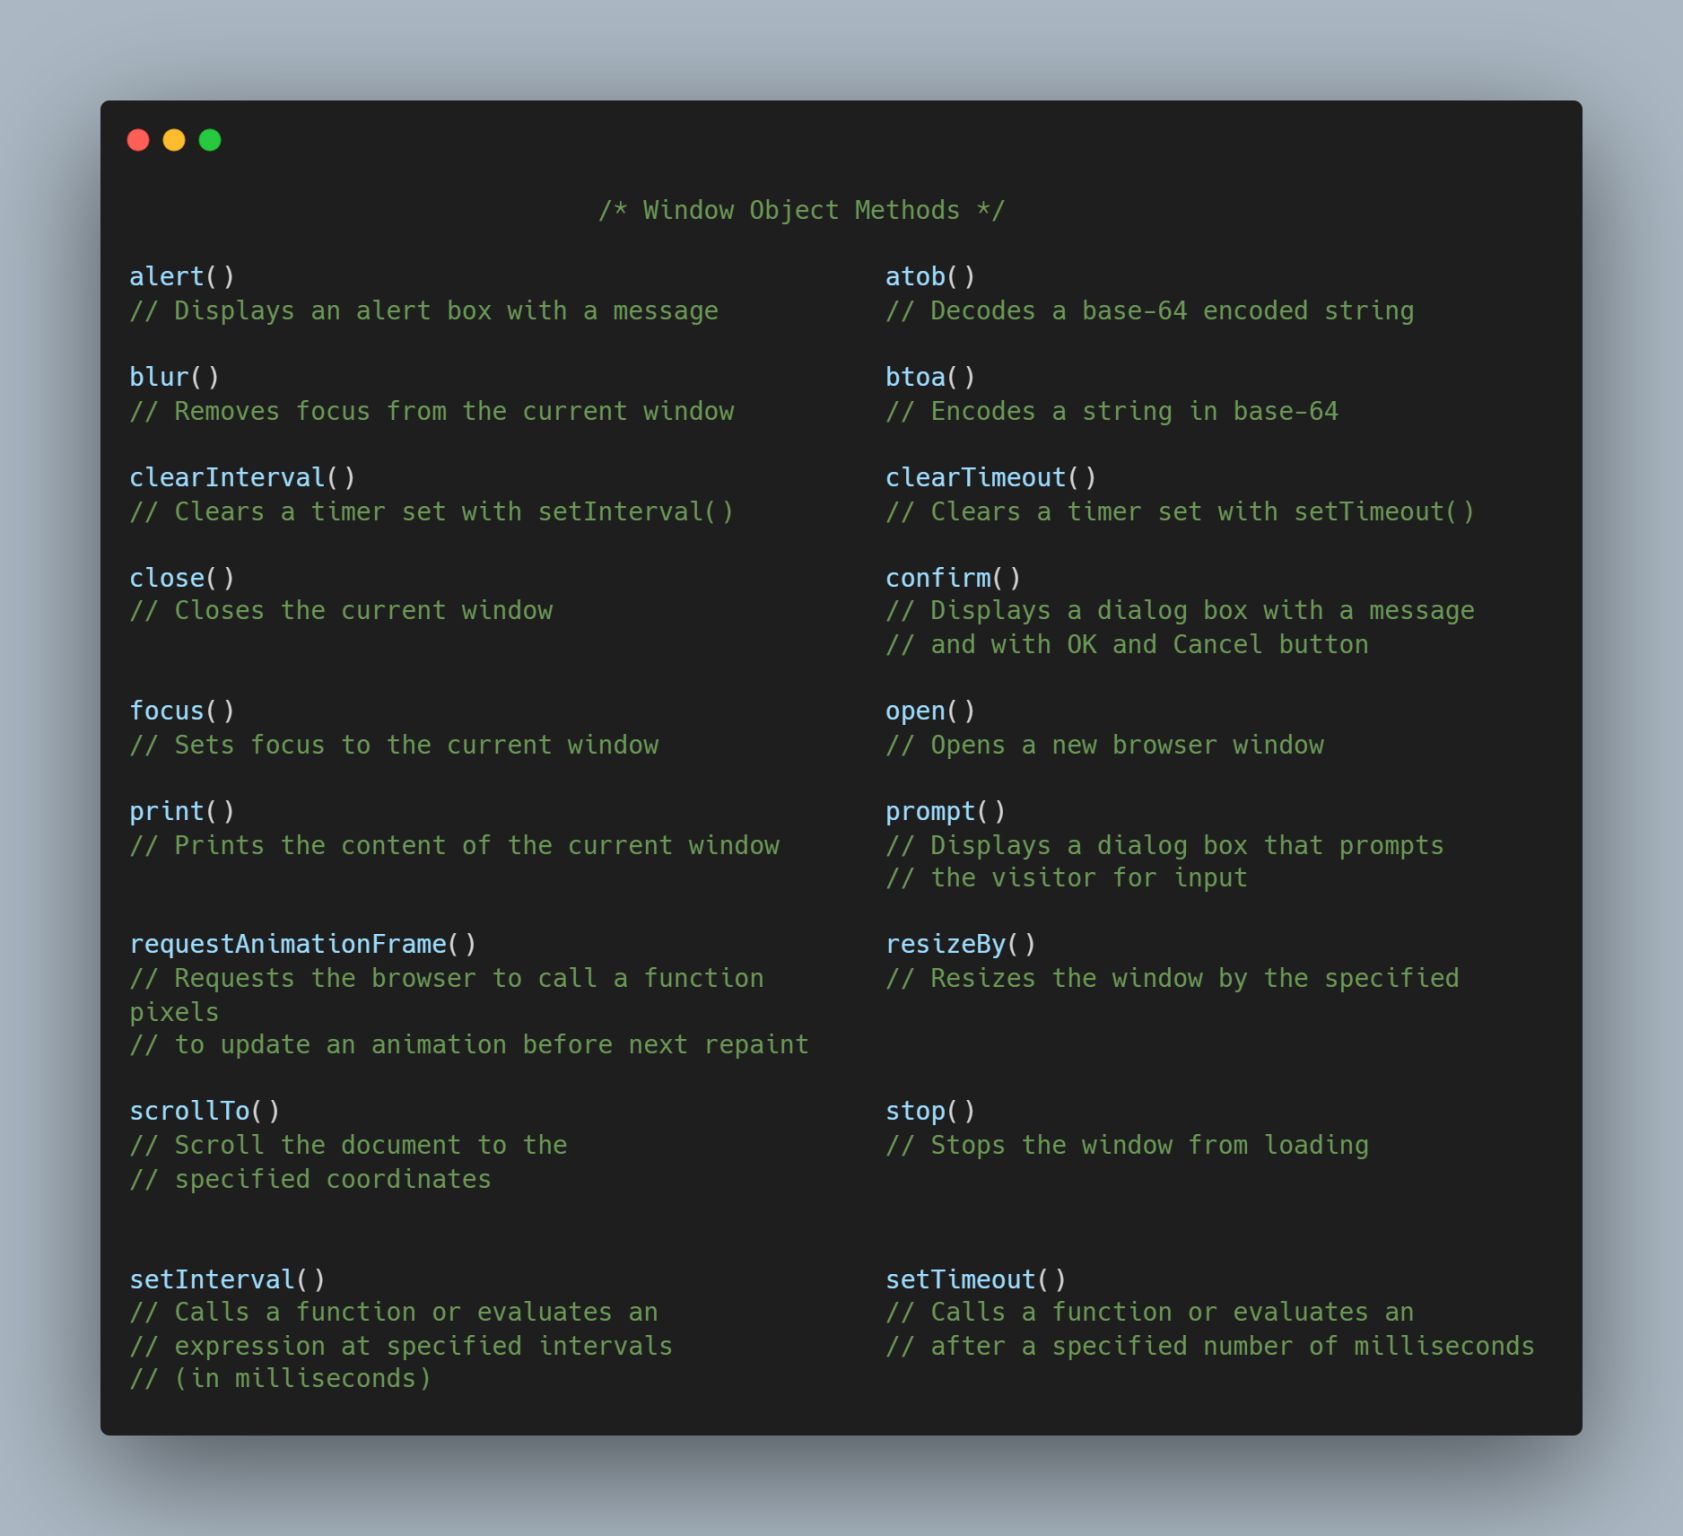 /* Window Object Methods */
alert() atob()
// Displays an alert box with a message // Decodes a base-64 encoded string
blur() btoa()
// Removes focus from the current window // Encodes a string in base-64
clearInterval() clearTimeout()
// Clears a timer set with setInterval() // Clears a timer set with setTimeout()
close() confirm()
// Closes the current window // Displays a dialog box with a message
// and with OK and Cancel button
focus() open()
// Sets focus to the current window // Opens a new browser window
print() prompt()
// Prints the content of the current window // Displays a dialog box that prompts
// the visitor for input
requestAnimationFrame() resizeBy()
// Requests the browser to call a function // Resizes the window by the specified
pixels
// to update an animation before next repaint
scrollTo() stop()
// Scroll the document to the // Stops the window from loading
// specified coordinates
setInterval() setTimeout()
// Calls a function or evaluates an // Calls a function or evaluates an
// expression at specified intervals // after a specified number of milliseconds
// (in milliseconds)